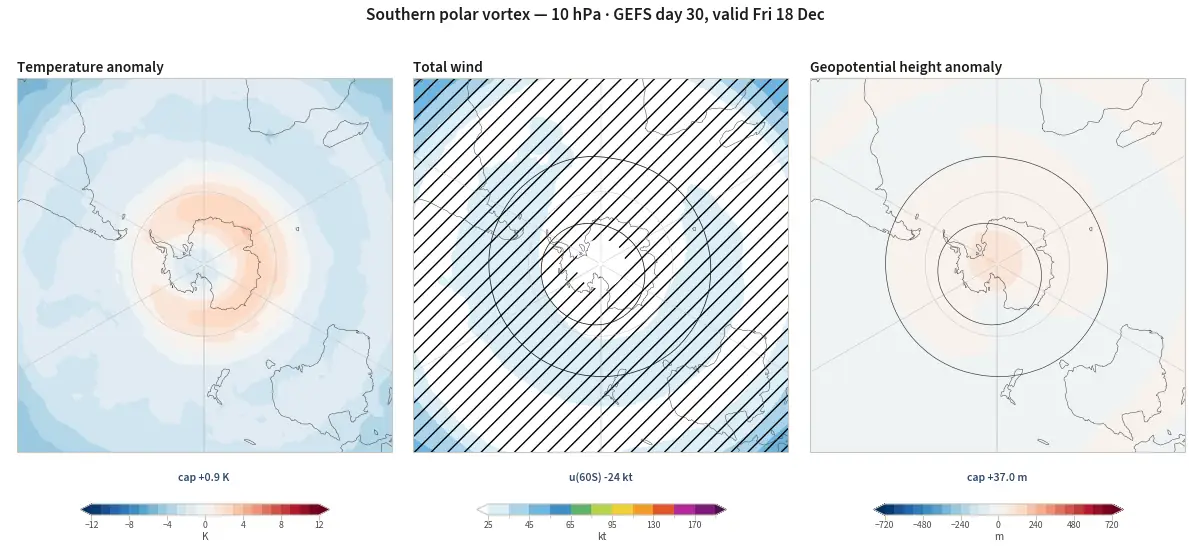 Southern polar vortex — 10 hPa · GEFS day 30, valid Fri 18 Dec
Temperature anomaly
Total wind
Geopotential height anomaly
cap +0.9 K
u(60S) -24 kt
cap +37.0 m
−12 −8 −4 0 4 8 12
K
25 45 65 95 130 170
kt
−720 −480 −240 0 240 480 720
m